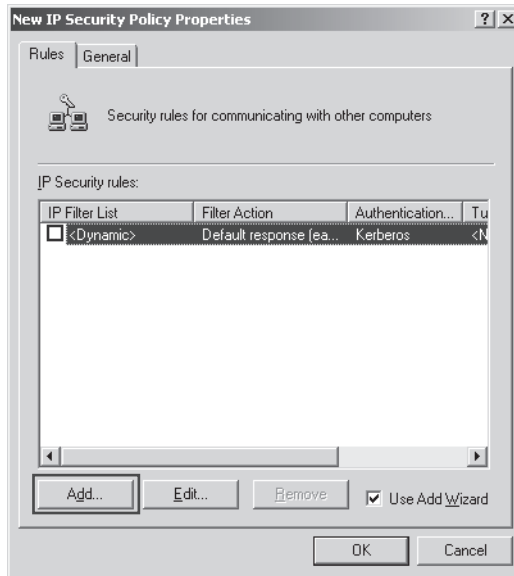 New IP Security Policy Properties
Rules General
Security rules for communicating with other computers
IP Security rules:
IP Filter List Filter Action Authentication... Tu
<Dynamic> Default response (ea... Kerberos <N
Add... Edit... Remove Use Add Wizard
OK Cancel